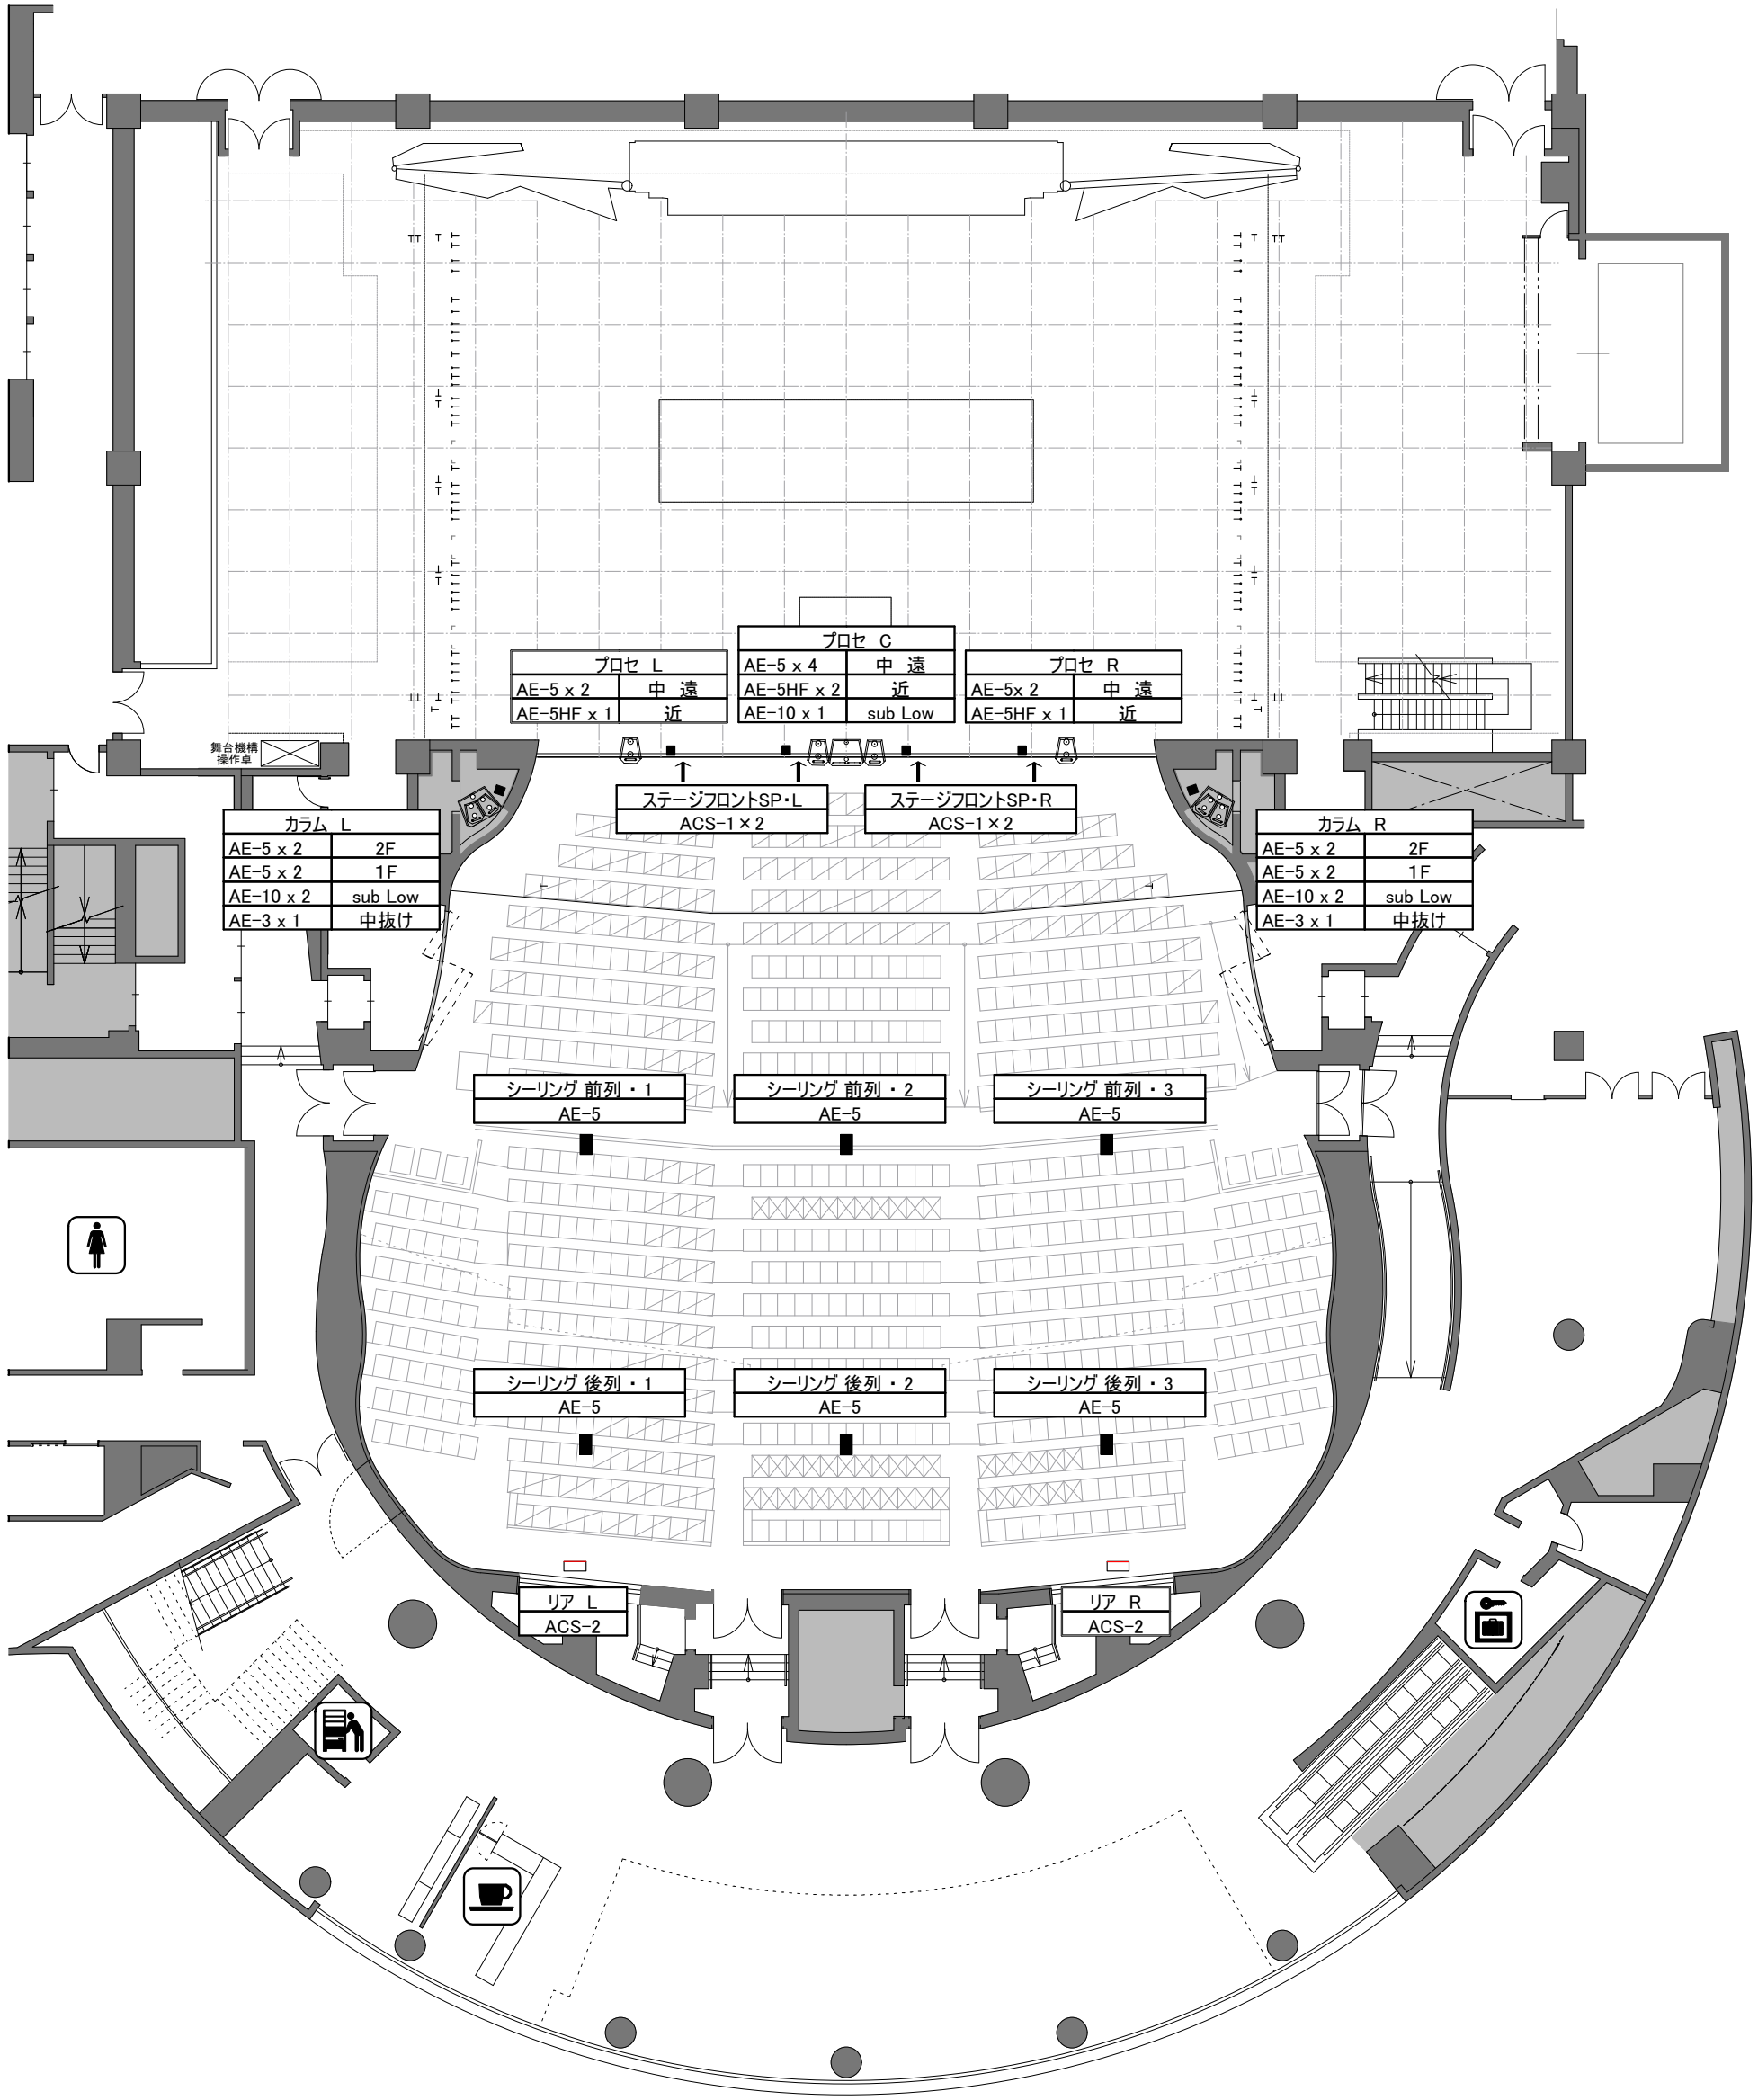 プロセ C
AE-5 x 4 中 遠
AE-5HF x 2 近
AE-10 x 1 sub Low
プロセ L
AE-5 x 2 中 遠
AE-5HF x 1 近
プロセ R
AE-5x 2 中 遠
AE-5HF x 1 近
舞台機構
操作卓
ステージフロントSP・L
ACS-1×2
ステージフロントSP・R
ACS-1×2
カラム L
AE-5 x 2 2F
AE-5 x 2 1F
AE-10 x 2 sub Low
AE-3 x 1 中抜け
カラム R
AE-5 x 2 2F
AE-5 x 2 1F
AE-10 x 2 sub Low
AE-3 x 1 中抜け
シーリング 前列・1
AE-5
シーリング 前列・2
AE-5
シーリング 前列・3
AE-5
シーリング 後列・1
AE-5
シーリング 後列・2
AE-5
シーリング 後列・3
AE-5
リア L
ACS-2
リア R
ACS-2